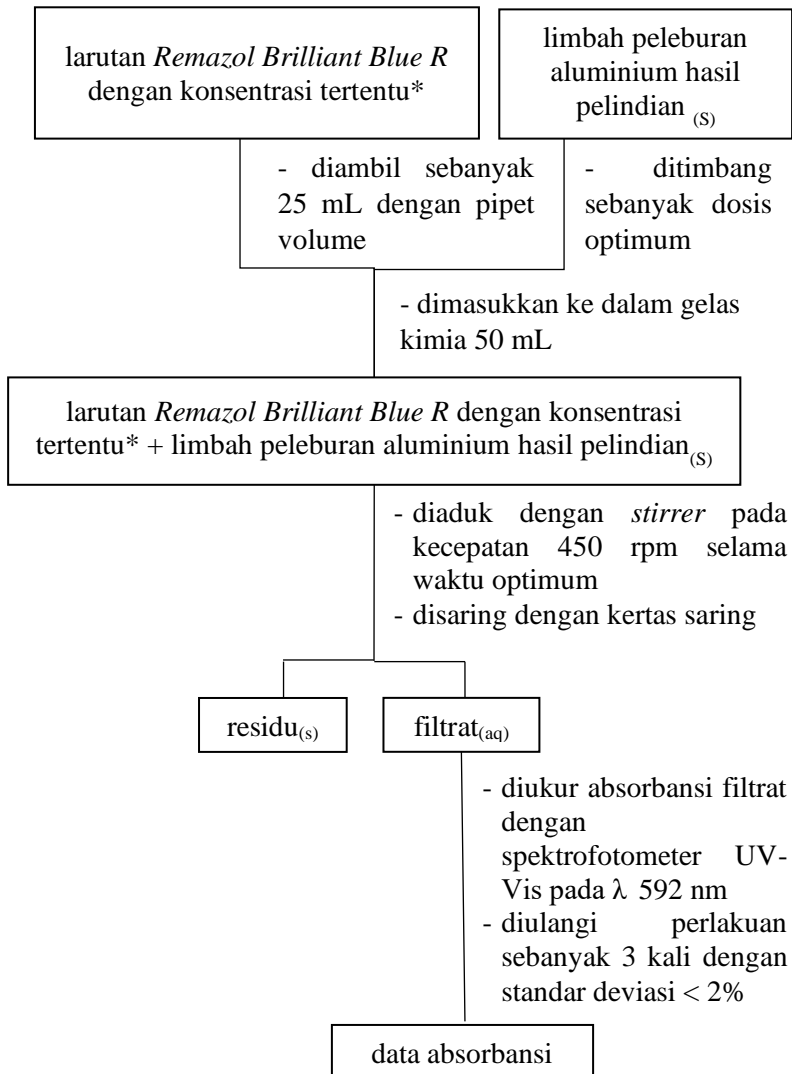 larutan Remazol Brilliant Blue R
dengan konsentrasi tertentu*
limbah peleburan
aluminium hasil
pelindian (S)
- diambil sebanyak
25 mL dengan pipet
volume
- ditimbang
sebanyak dosis
optimum
- dimasukkan ke dalam gelas
kimia 50 mL
larutan Remazol Brilliant Blue R dengan konsentrasi
tertentu* + limbah peleburan aluminium hasil pelindian(S)
- diaduk dengan stirrer pada
kecepatan 450 rpm selama
waktu optimum
- disaring dengan kertas saring
residu(s)
filtrat(aq)
- diukur absorbansi filtrat
dengan
spektrofotometer UV-
Vis pada λ 592 nm
- diulangi perlakuan
sebanyak 3 kali dengan
standar deviasi < 2%
data absorbansi